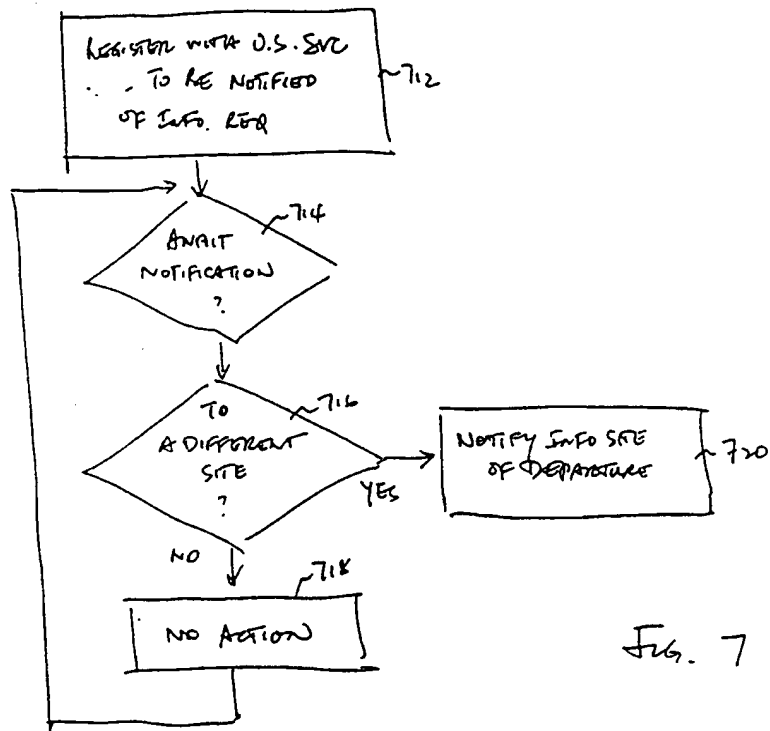 REGISTER WITH O.S. SVC
. . , TO BE NOTIFIED
OF INFO. REQ
712
714
AWAIT
NOTIFICATION
?
716
TO
A DIFFERENT
SITE
?
YES
NOTIFY INFO SITE
OF DEPARTURE
720
NO
718
NO ACTION
FIG. 7